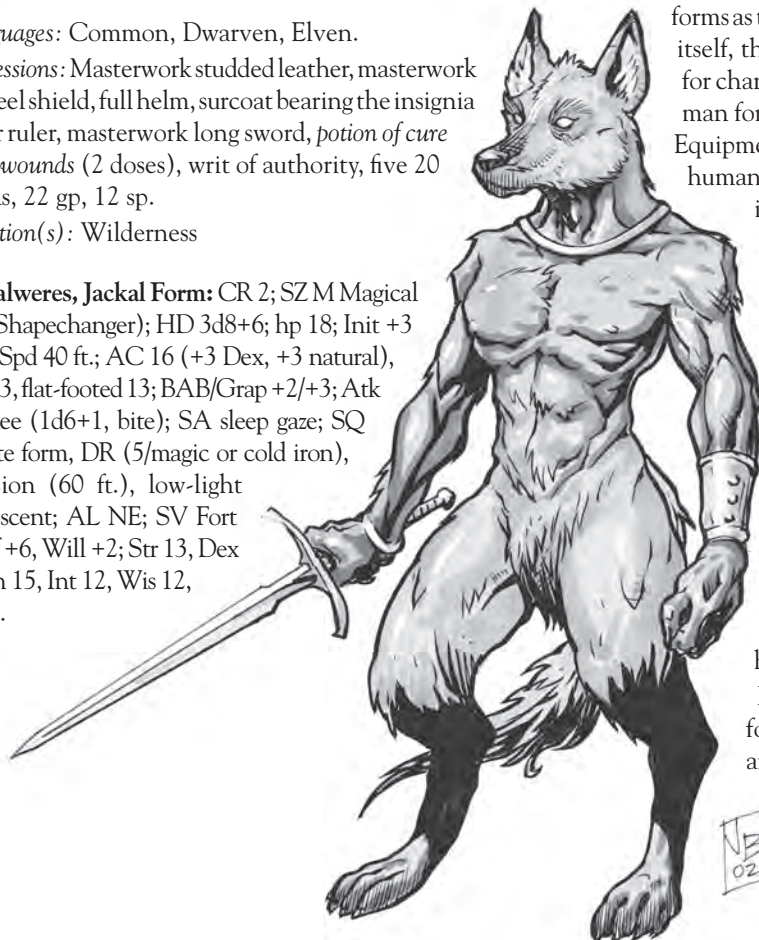 uages: Common, Dwarven, Elven.
essions: Masterwork studded leather, masterwork
eel shield, full helm, surcoat bearing the insignia
r ruler, masterwork long sword, potion of cure
wounds (2 doses), writ of authority, five 20
s, 22 gp, 12 sp.
tion(s): Wilderness
alweres, Jackal Form: CR 2; SZ M Magical
Shapechanger); HD 3d8+6; hp 18; Init +3
Spd 40 ft.; AC 16 (+3 Dex, +3 natural),
3, flat-footed 13; BAB/Grap +2/+3; Atk
ee (1d6+1, bite); SA sleep gaze; SQ
te form, DR (5/magic or cold iron),
ion (60 ft.), low-light
scent; AL NE; SV Fort
f +6, Will +2; Str 13, Dex
n 15, Int 12, Wis 12,
forms as t
itself, th
for chan
man for
Equipme
human
i
fo
a
02